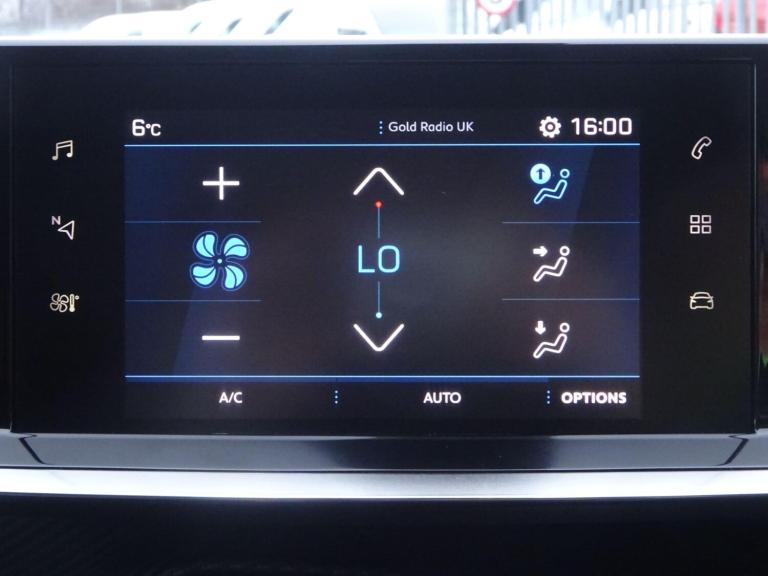 6°C
Gold Radio UK
16:00
N
LO
A/C
AUTO
OPTIONS